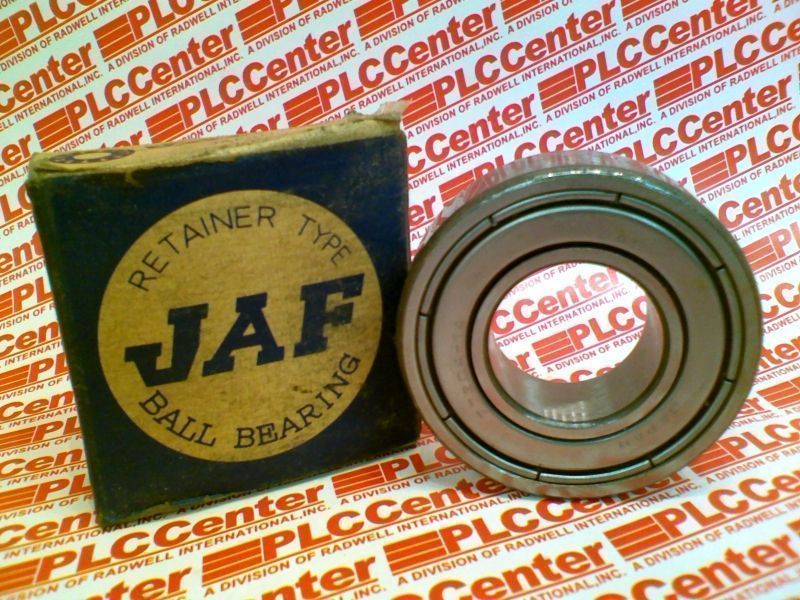 RETAINER TYPE
JAF
BALL BEARING
PLCCenter
A DIVISION OF RADWELL INTERNATIONAL, INC.